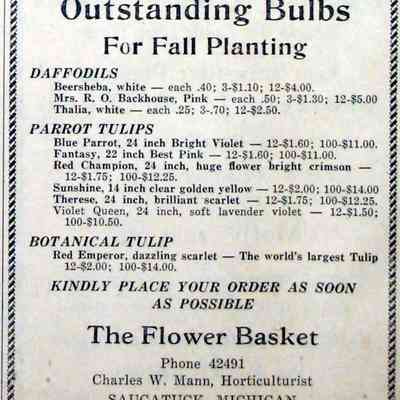 Outstanding Bulbs
For Fall Planting
DAFFODILS
Beersheba, white — each .40; 3-$1.10; 12-$4.00.
Mrs. R. O. Backhouse, Pink — each .50; 3-$1.30; 12-$5.00
Thalia, white — each .25; 3-.70; 12-$2.50.
PARROT TULIPS
Blue Parrot, 24 inch Bright Violet — 12-$1.60; 100-$11.00.
Fantasy, 22 inch Best Pink — 12-$1.60; 100-$11.00.
Red Champion, 24 inch, huge flower bright crimson —
12-$1.75; 100-$12.25.
Sunshine, 14 inch clear golden yellow — 12-$2.00; 100-$14.00
Therese, 24 inch, brilliant scarlet — 12-$1.75; 100-$12.25.
Violet Queen, 24 inch, soft lavender violet — 12-$1.50;
100-$10.50.
BOTANICAL TULIP
Red Emperor, dazzling scarlet — The world's largest Tulip
12-$2.00; 100-$14.00.
KINDLY PLACE YOUR ORDER AS SOON
AS POSSIBLE
The Flower Basket
Phone 42491
Charles W. Mann, Horticulturist
SAUGATUCK, MICHIGAN